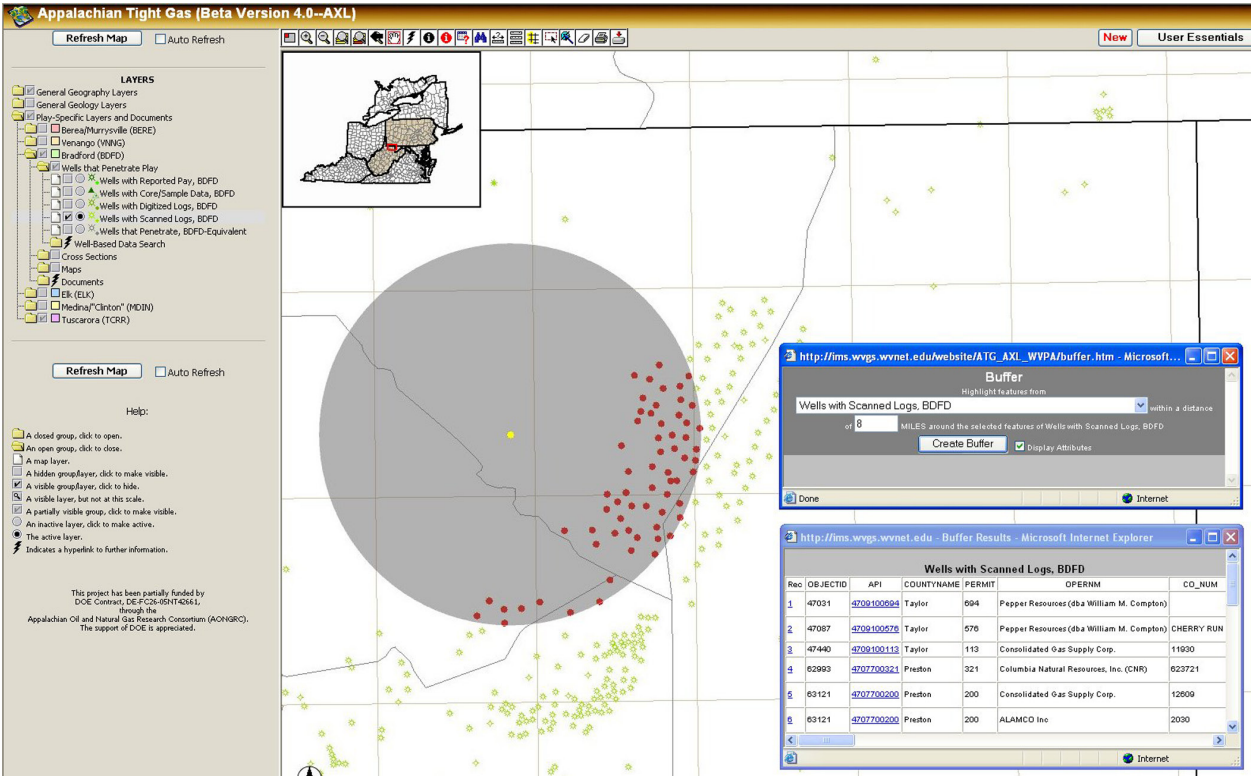 Appalachian Tight Gas (Beta Version 4.0--AXL)
Refresh Map
Auto Refresh
New
User Essentials
LAYERS
General Geography Layers
General Geology Layers
Play-Specific Layers and Documents
Berea/Murrysville (BERE)
Venango (VNNG)
Bradford (BDFD)
Wells that Penetrate Play
Wells with Reported Pay, BDFD
Wells with Core/Sample Data, BDFD
Wells with Digitized Logs, BDFD
Wells with Scanned Logs, BDFD
Wells that Penetrate, BDFD-Equivalent
Well-Based Data Search
Cross Sections
Maps
Documents
Elk (ELK)
Medina/"Clinton" (MDIN)
Tuscarora (TCRR)
Refresh Map
Auto Refresh
Help:
A closed group, click to open.
An open group, click to close.
A map layer.
A hidden group/layer, click to make visible.
A visible group/layer, click to hide.
A visible layer, but not at this scale.
A partially visible group, click to make visible.
An inactive layer, click to make active.
The active layer.
Indicates a hyperlink to further information.
This project has been partially funded by
DOE Contract, DE-FC26-05NT42661,
through the
Appalachian Oil and Natural Gas Research Consortium (AONGRC).
The support of DOE is appreciated.
http://ims.wvgs.wvnet.edu/website/ATG_AXL_WVPA/buffer.htm - Microsoft...
Buffer
Highlight features from
Wells with Scanned Logs, BDFD within a distance
of 8 MILES around the selected features of Wells with Scanned Logs, BDFD
Create Buffer Display Attributes
Done Internet
http://ims.wvgs.wvnet.edu - Buffer Results - Microsoft Internet Explorer
Wells with Scanned Logs, BDFD
Rec OBJECTID API COUNTYNAME PERMIT OPERNM CO_NUM
1 47031 4709100694 Taylor 694 Pepper Resources (dba William M. Compton)
2 47087 4709100576 Taylor 576 Pepper Resources (dba William M. Compton) CHERRY RUN
3 47440 4709100113 Taylor 113 Consolidated Gas Supply Corp. 11930
4 62993 4707700321 Preston 321 Columbia Natural Resources, Inc. (CNR) 623721
5 63121 4707700200 Preston 200 Consolidated Gas Supply Corp. 12609
6 63121 4707700200 Preston 200 ALAMCO Inc 2030
Internet